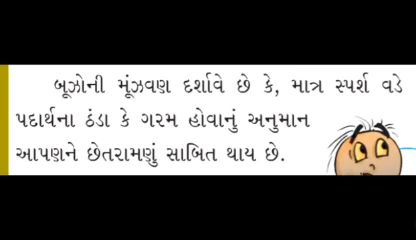 બૂઝોની મૂંઝવણ દર્શાવે છે કે, માત્ર સ્પર્શ વડે
પદાર્થના ઠંડા કે ગરમ હોવાનું અનુમાન
આપણને છેતરામણું સાબિત થાય છે.